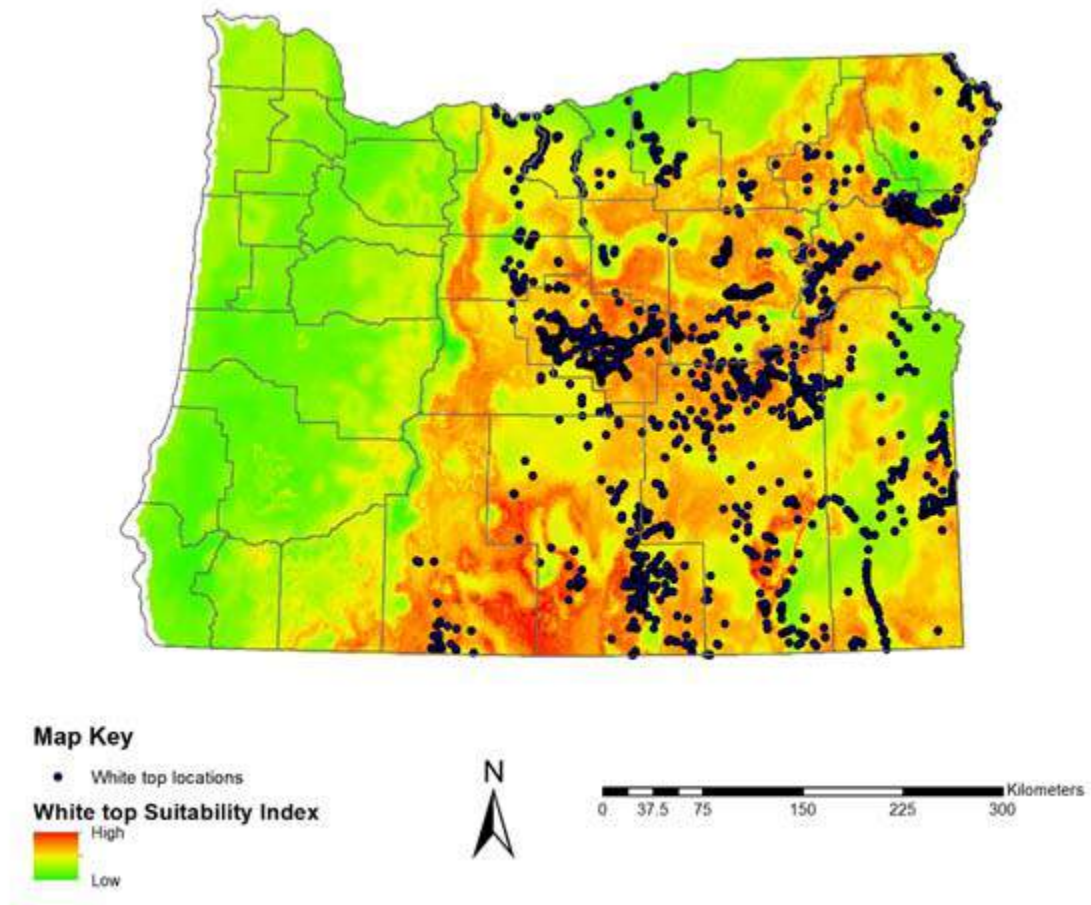 Map Key
White top locations
White top Suitability Index
High
Low
N
Kilometers
0 37.5 75 150 225 300